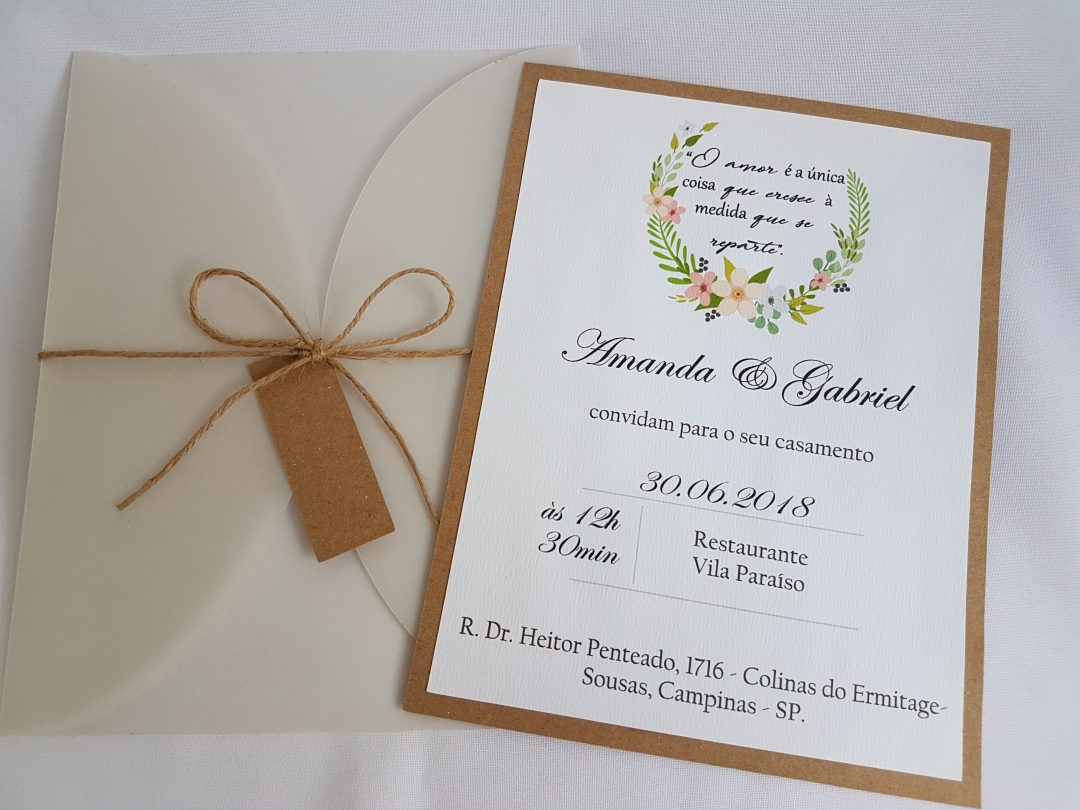 "O amor é a única
coisa que cresce à
medida que se
reparte".
Amanda & Gabriel
convidam para o seu casamento
30.06.2018
às 12h
30min
Restaurante
Vila Paraíso
R. Dr. Heitor Penteado, 1716 - Colinas do Ermitage-
Sousas, Campinas - SP.